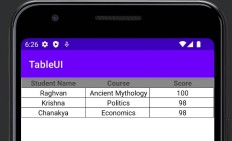 6:26
TableUI
Student Name Course Score
Raghvan Ancient Mythology 100
Krishna Politics 98
Chanakya Economics 98